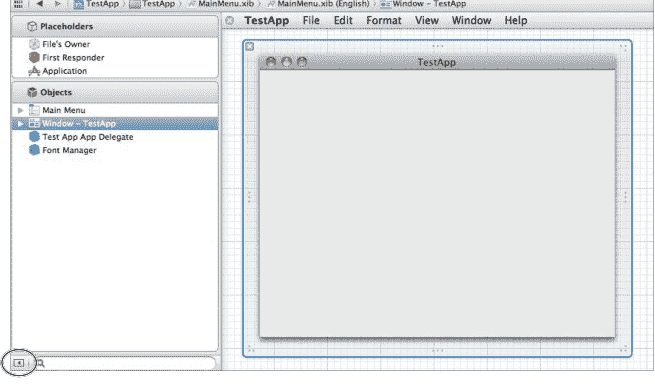 TestApp TestApp MainMenu.xib MainMenu.xib (English) Window - TestApp
TestApp File Edit Format View Window Help
Placeholders
File's Owner
First Responder
Application
Objects
Main Menu
Window - TestApp
Test App App Delegate
Font Manager
TestApp